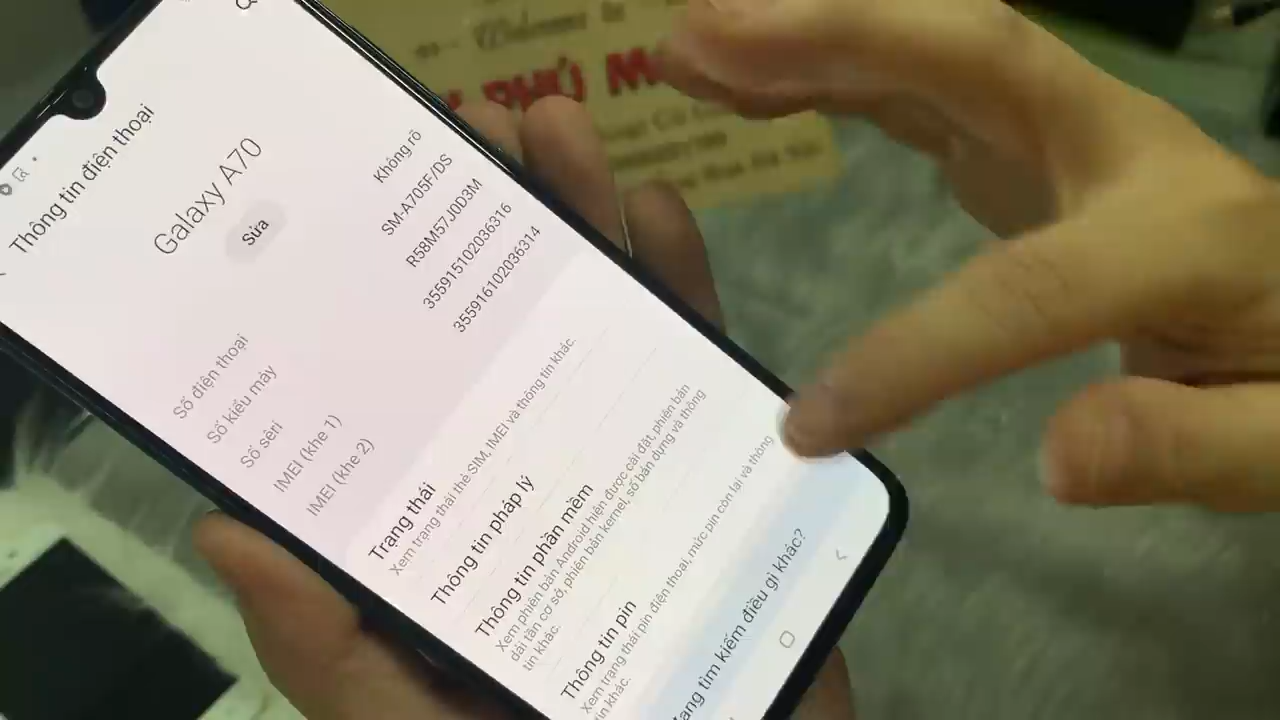 Welcome to
PHÚ M
Thông tin điện thoại
Galaxy A70
Sửa
Số điện thoại Không rõ
Số kiểu máy SM-A705F/DS
Số sêri R58M57J0D3M
IMEI (khe 1) 355915102036316
IMEI (khe 2) 355916102036314
Trạng thái
Xem trạng thái thẻ SIM, IMEI và thông tin khác.
Thông tin pháp lý
Thông tin phần mềm
Xem phiên bản Android hiện được cài đặt, phiên bản
dải tần cơ sở, phiên bản kernel, số bản dựng và thông
tin khác.
Thông tin pin
Xem trạng thái pin điện thoại, mức pin còn lại và thông
tin khác.
đang tìm kiếm điều gì khác?